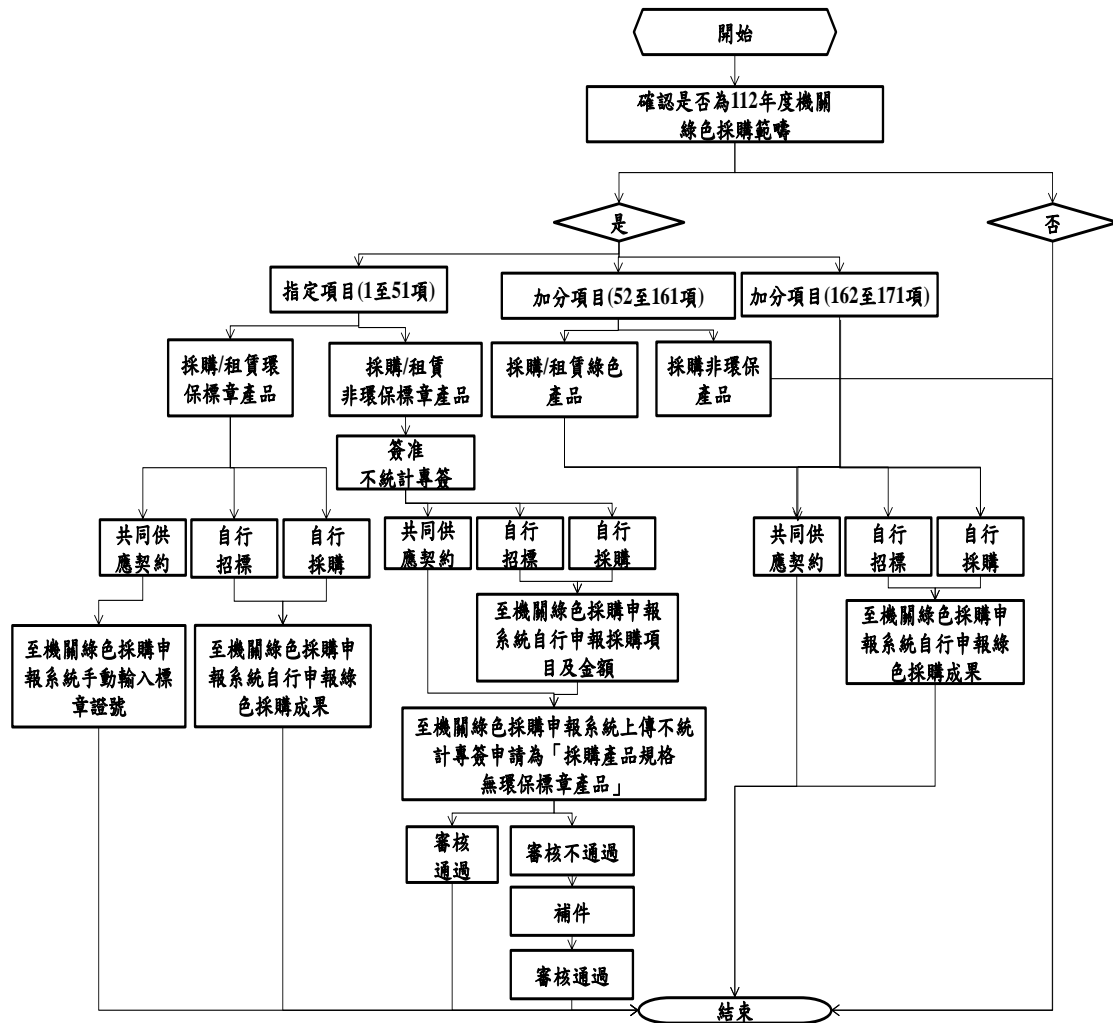 開始
確認是否為112年度機關
綠色採購範疇
是
否
指定項目(1至51項)
加分項目(52至161項)
加分項目(162至171項)
採購/租賃環
保標章產品
採購/租賃
非環保標章產品
採購/租賃綠色
產品
採購非環保
產品
簽准
不統計專簽
共同供
應契約
自行
招標
自行
採購
共同供
應契約
自行
招標
自行
採購
共同供
應契約
自行
招標
自行
採購
至機關綠色採購申
報系統手動輸入標
章證號
至機關綠色採購申
報系統自行申報綠
色採購成果
至機關綠色採購申報
系統自行申報採購項
目及金額
至機關綠色採購申
報系統自行申報綠
色採購成果
至機關綠色採購申報系統上傳不統
計專簽申請為「採購產品規格
無環保標章產品」
審核
通過
審核不通過
補件
審核通過
結束